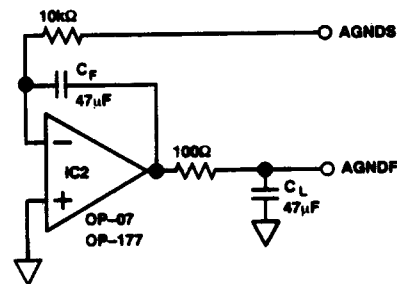 10kΩ
AGNDS
CF
47μF
−
IC2
+
OP–07
OP–177
100Ω
AGNDF
CL
47μF